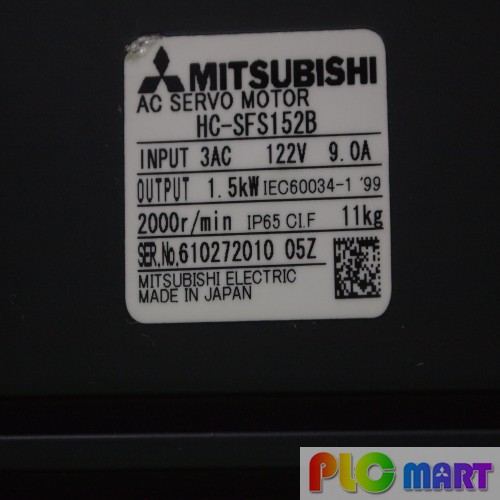 MITSUBISHI
AC SERVO MOTOR
HC-SFS152B
INPUT 3AC 122V 9.0A
OUTPUT 1.5kW IEC60034-1 '99
2000r/min IP65 CI.F 11kg
SER.No.610272010 05Z
MITSUBISHI ELECTRIC
MADE IN JAPAN
PLC MART